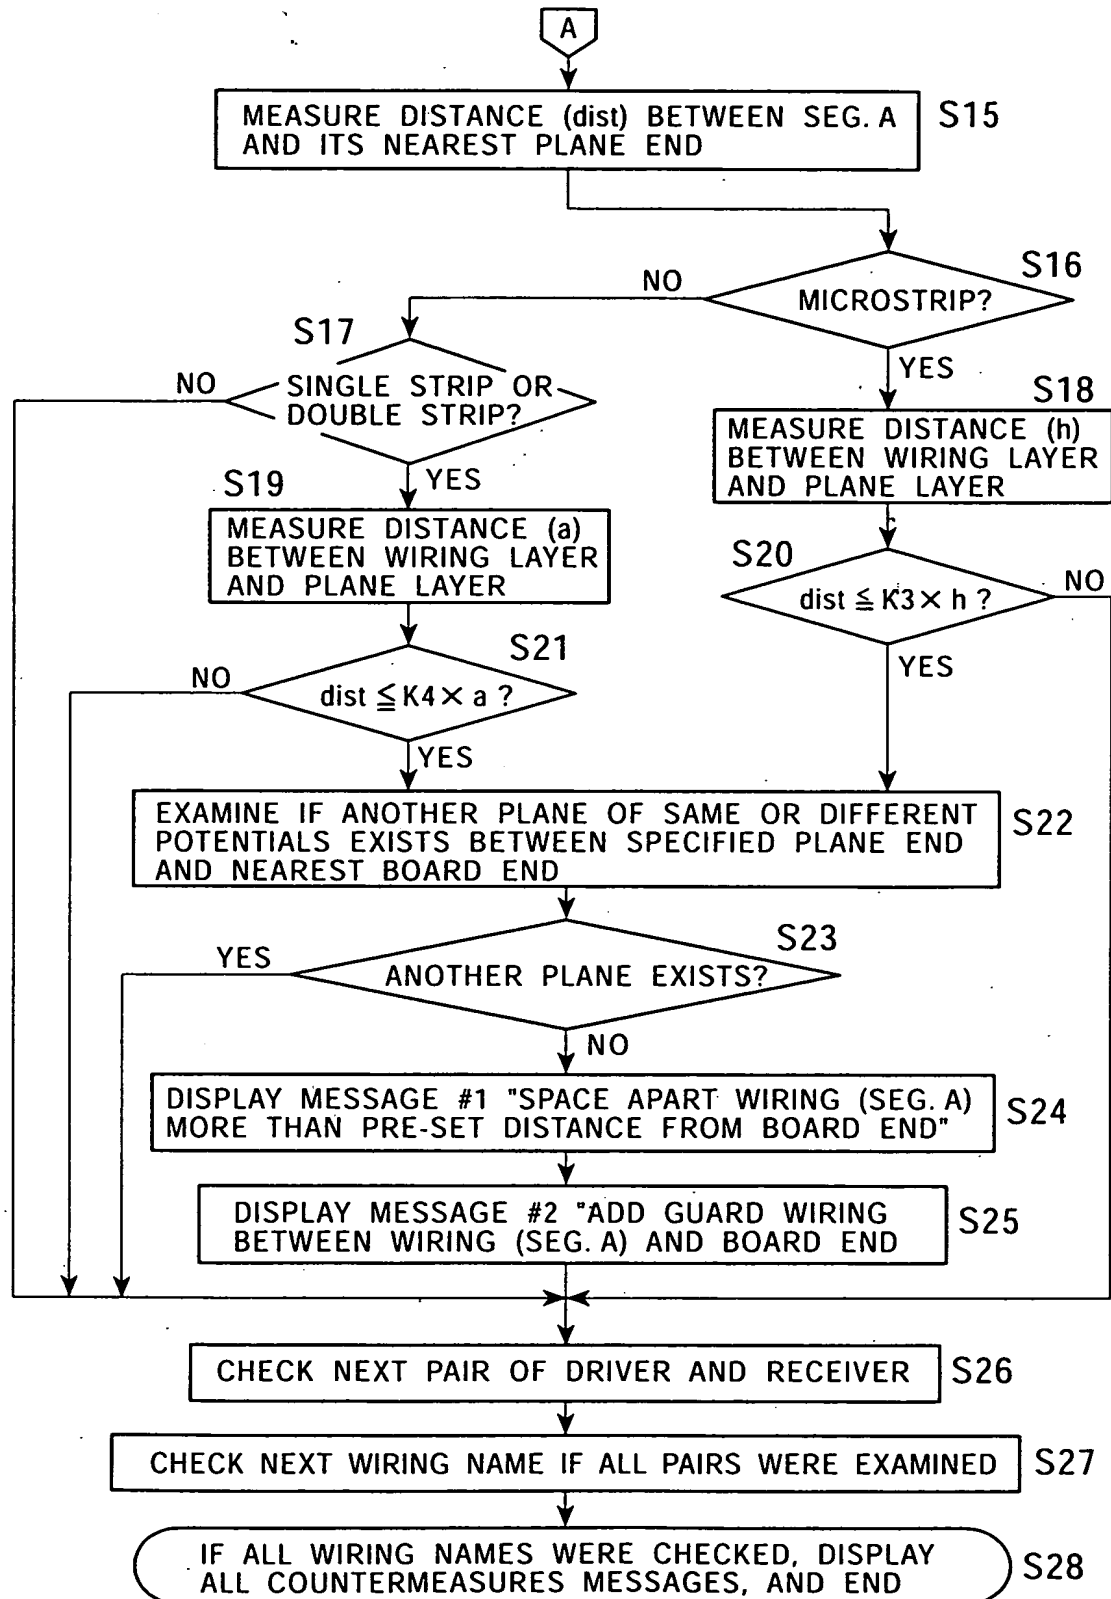 A
MEASURE DISTANCE (dist) BETWEEN SEG. A
AND ITS NEAREST PLANE END
S15
S16
NO
MICROSTRIP?
YES
S17
NO
SINGLE STRIP OR
DOUBLE STRIP?
YES
S18
MEASURE DISTANCE (h)
BETWEEN WIRING LAYER
AND PLANE LAYER
S19
MEASURE DISTANCE (a)
BETWEEN WIRING LAYER
AND PLANE LAYER
S20
NO
dist ≦ K3 × h ?
YES
S21
NO
dist ≦ K4 × a ?
YES
EXAMINE IF ANOTHER PLANE OF SAME OR DIFFERENT
POTENTIALS EXISTS BETWEEN SPECIFIED PLANE END
AND NEAREST BOARD END
S22
S23
YES
ANOTHER PLANE EXISTS?
NO
DISPLAY MESSAGE #1 "SPACE APART WIRING (SEG. A)
MORE THAN PRE-SET DISTANCE FROM BOARD END"
S24
DISPLAY MESSAGE #2 "ADD GUARD WIRING
BETWEEN WIRING (SEG. A) AND BOARD END
S25
CHECK NEXT PAIR OF DRIVER AND RECEIVER
S26
CHECK NEXT WIRING NAME IF ALL PAIRS WERE EXAMINED
S27
IF ALL WIRING NAMES WERE CHECKED, DISPLAY
ALL COUNTERMEASURES MESSAGES, AND END
S28